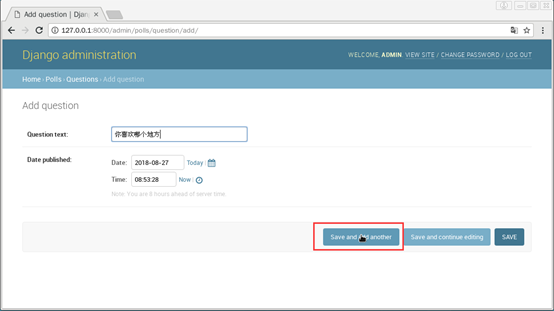 Add question | Djan
127.0.0.1:8000/admin/polls/question/add/
Django administration
WELCOME, ADMIN. VIEW SITE / CHANGE PASSWORD / LOG OUT
Home › Polls › Questions › Add question
Add question
Question text: 你喜欢哪个地方
Date published: Date: 2018-08-27 Today |
Time: 08:53:28 Now |
Note: You are 8 hours ahead of server time.
Save and add another Save and continue editing SAVE